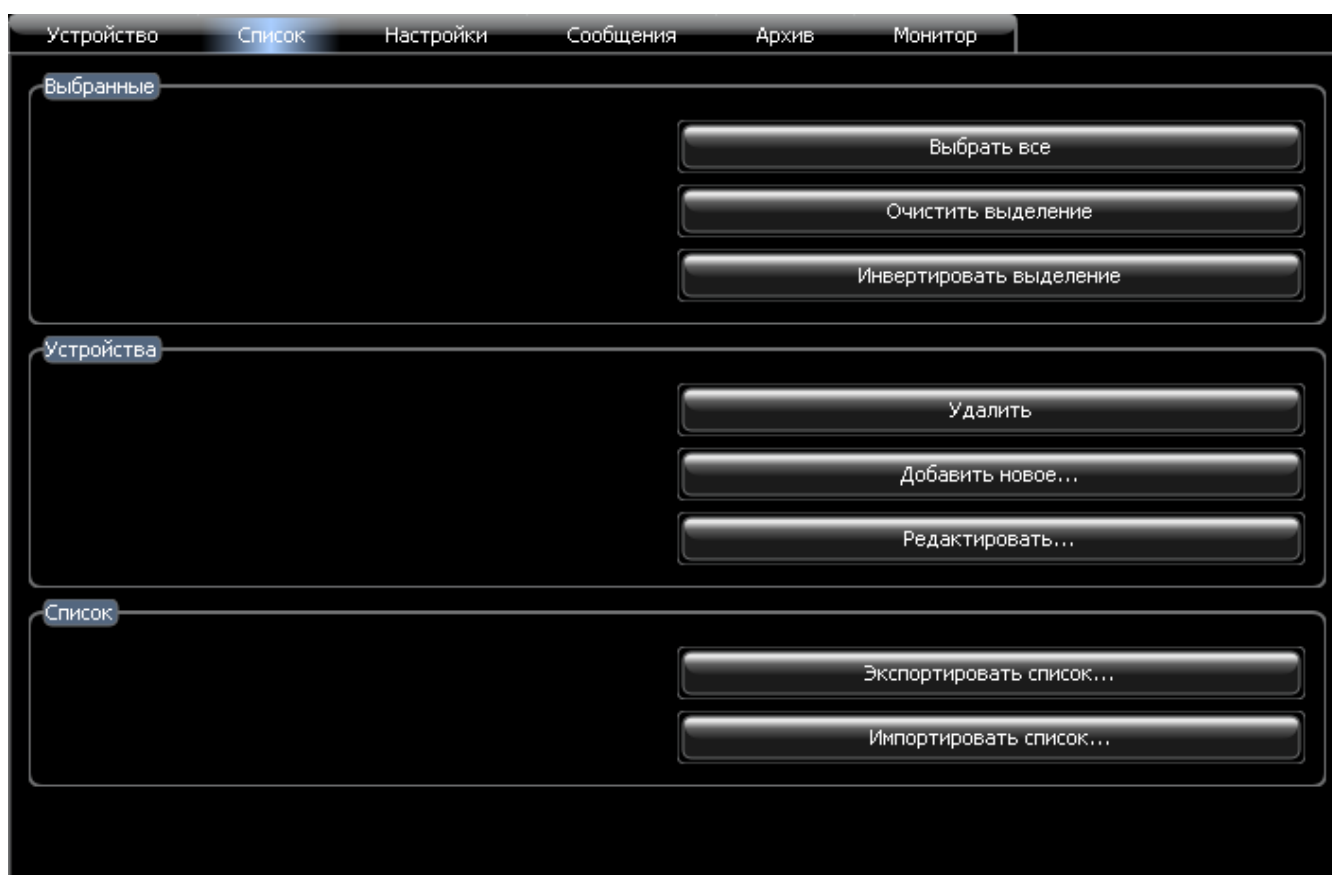 Устройство Список Настройки Сообщения Архив Монитор
Выбранные
Выбрать все
Очистить выделение
Инвертировать выделение
Устройства
Удалить
Добавить новое...
Редактировать...
Список
Экспортировать список...
Импортировать список...